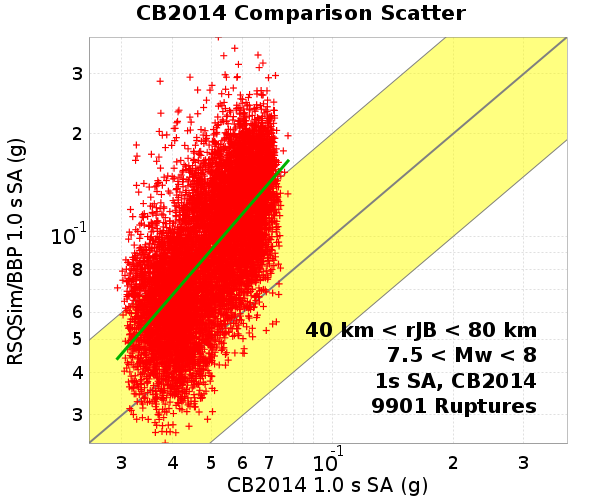 CB2014 Comparison Scatter
RSQSim/BBP 1.0 s SA (g)
3
2
10-1
8
6
5
4
3
40 km < rJB < 80 km
7.5 < Mw < 8
1s SA, CB2014
9901 Ruptures
3 4 5 6 7 10-1 2 3
CB2014 1.0 s SA (g)